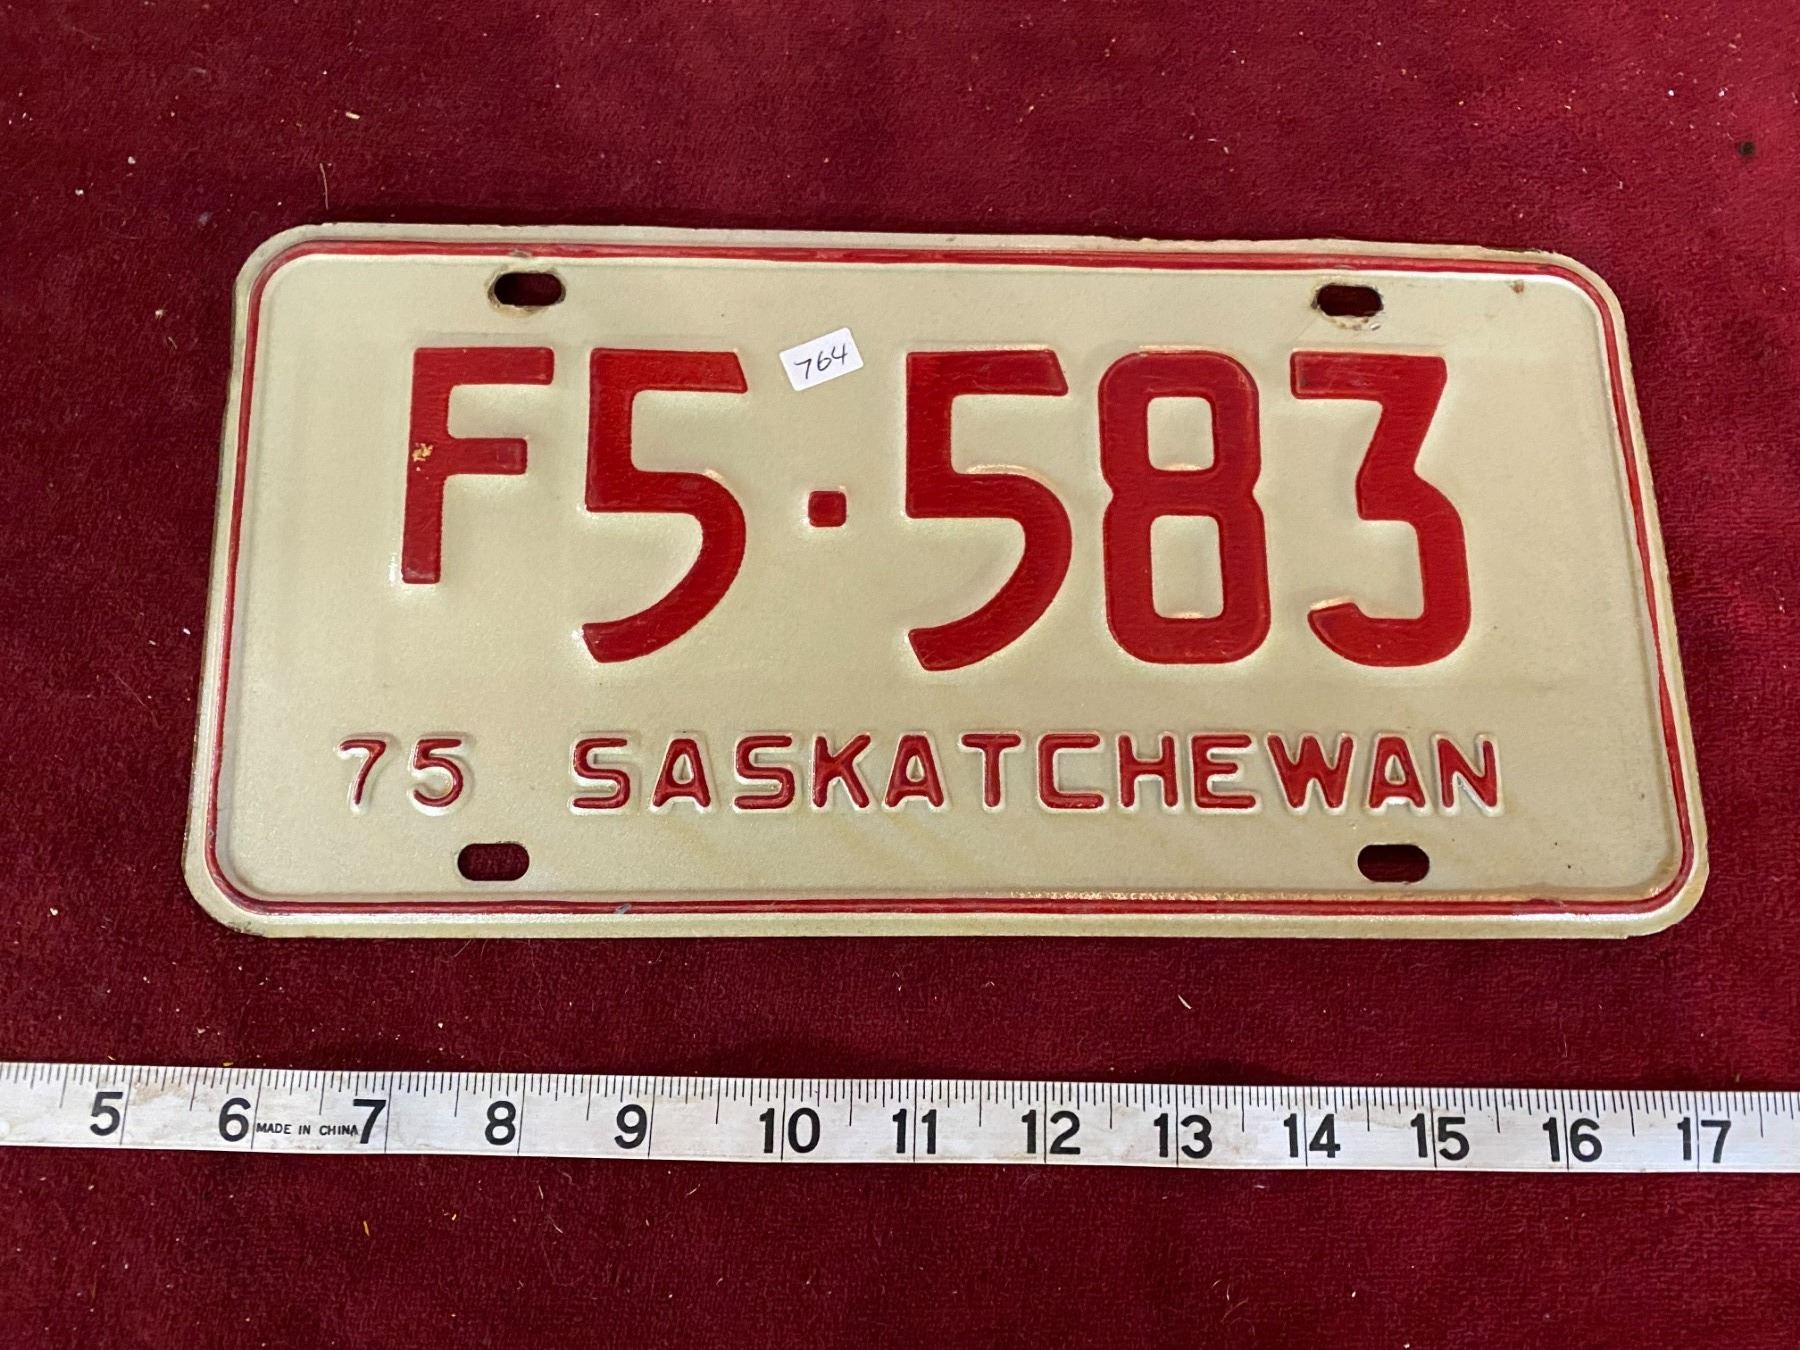 764
F5·583
75 SASKATCHEWAN
5 6 MADE IN CHINA 7 8 9 10 11 12 13 14 15 16 17